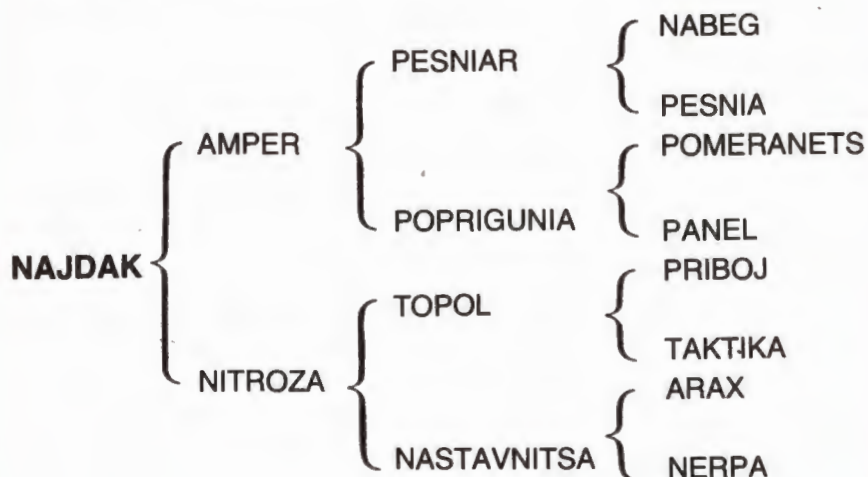 NABEG
PESNIAR
PESNIA
AMPER
POMERANETS
POPRIGUNIA
PANEL
NAJDAK
PRIBOJ
TOPOL
TAKTIKA
NITROZA
ARAX
NASTAVNITSA
NERPA